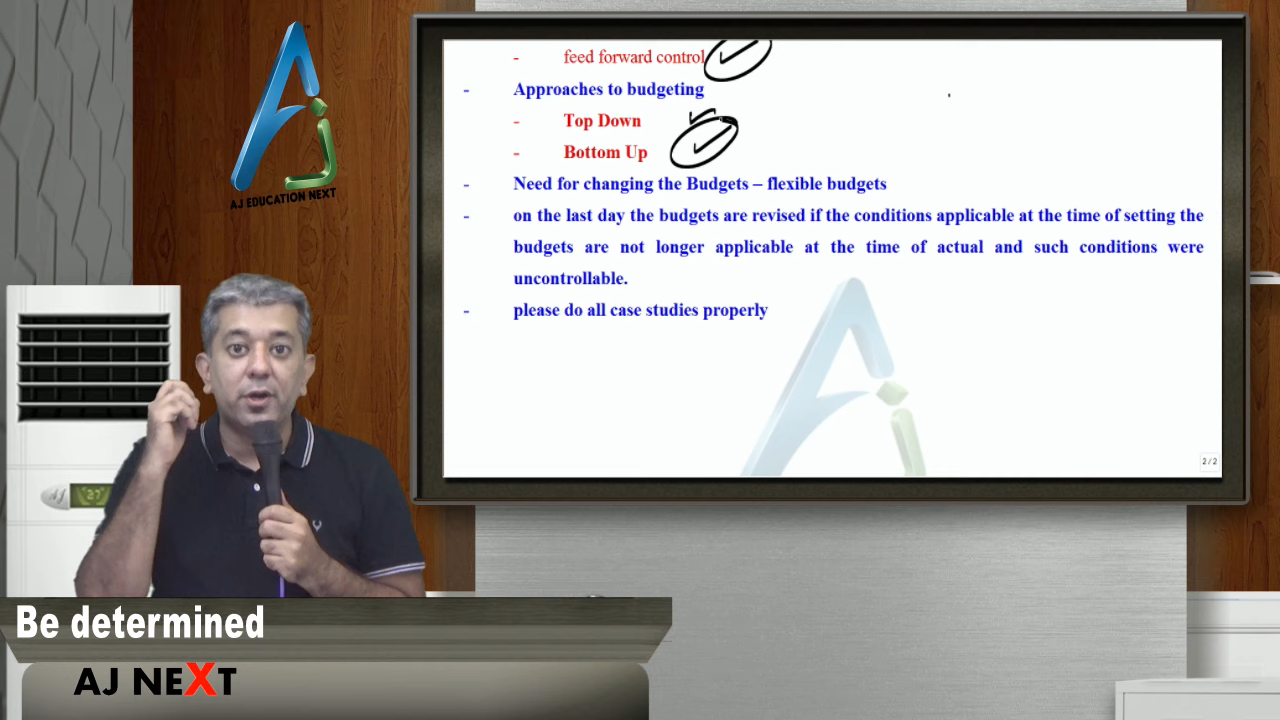 - feed forward control
- Approaches to budgeting
- Top Down
- Bottom Up
- Need for changing the Budgets – flexible budgets
- on the last day the budgets are revised if the conditions applicable at the time of setting the
budgets are not longer applicable at the time of actual and such conditions were
uncontrollable.
- please do all case studies properly
2 / 2
AJ EDUCATION NEXT
AJ
"27"
Be determined
AJ NEXT